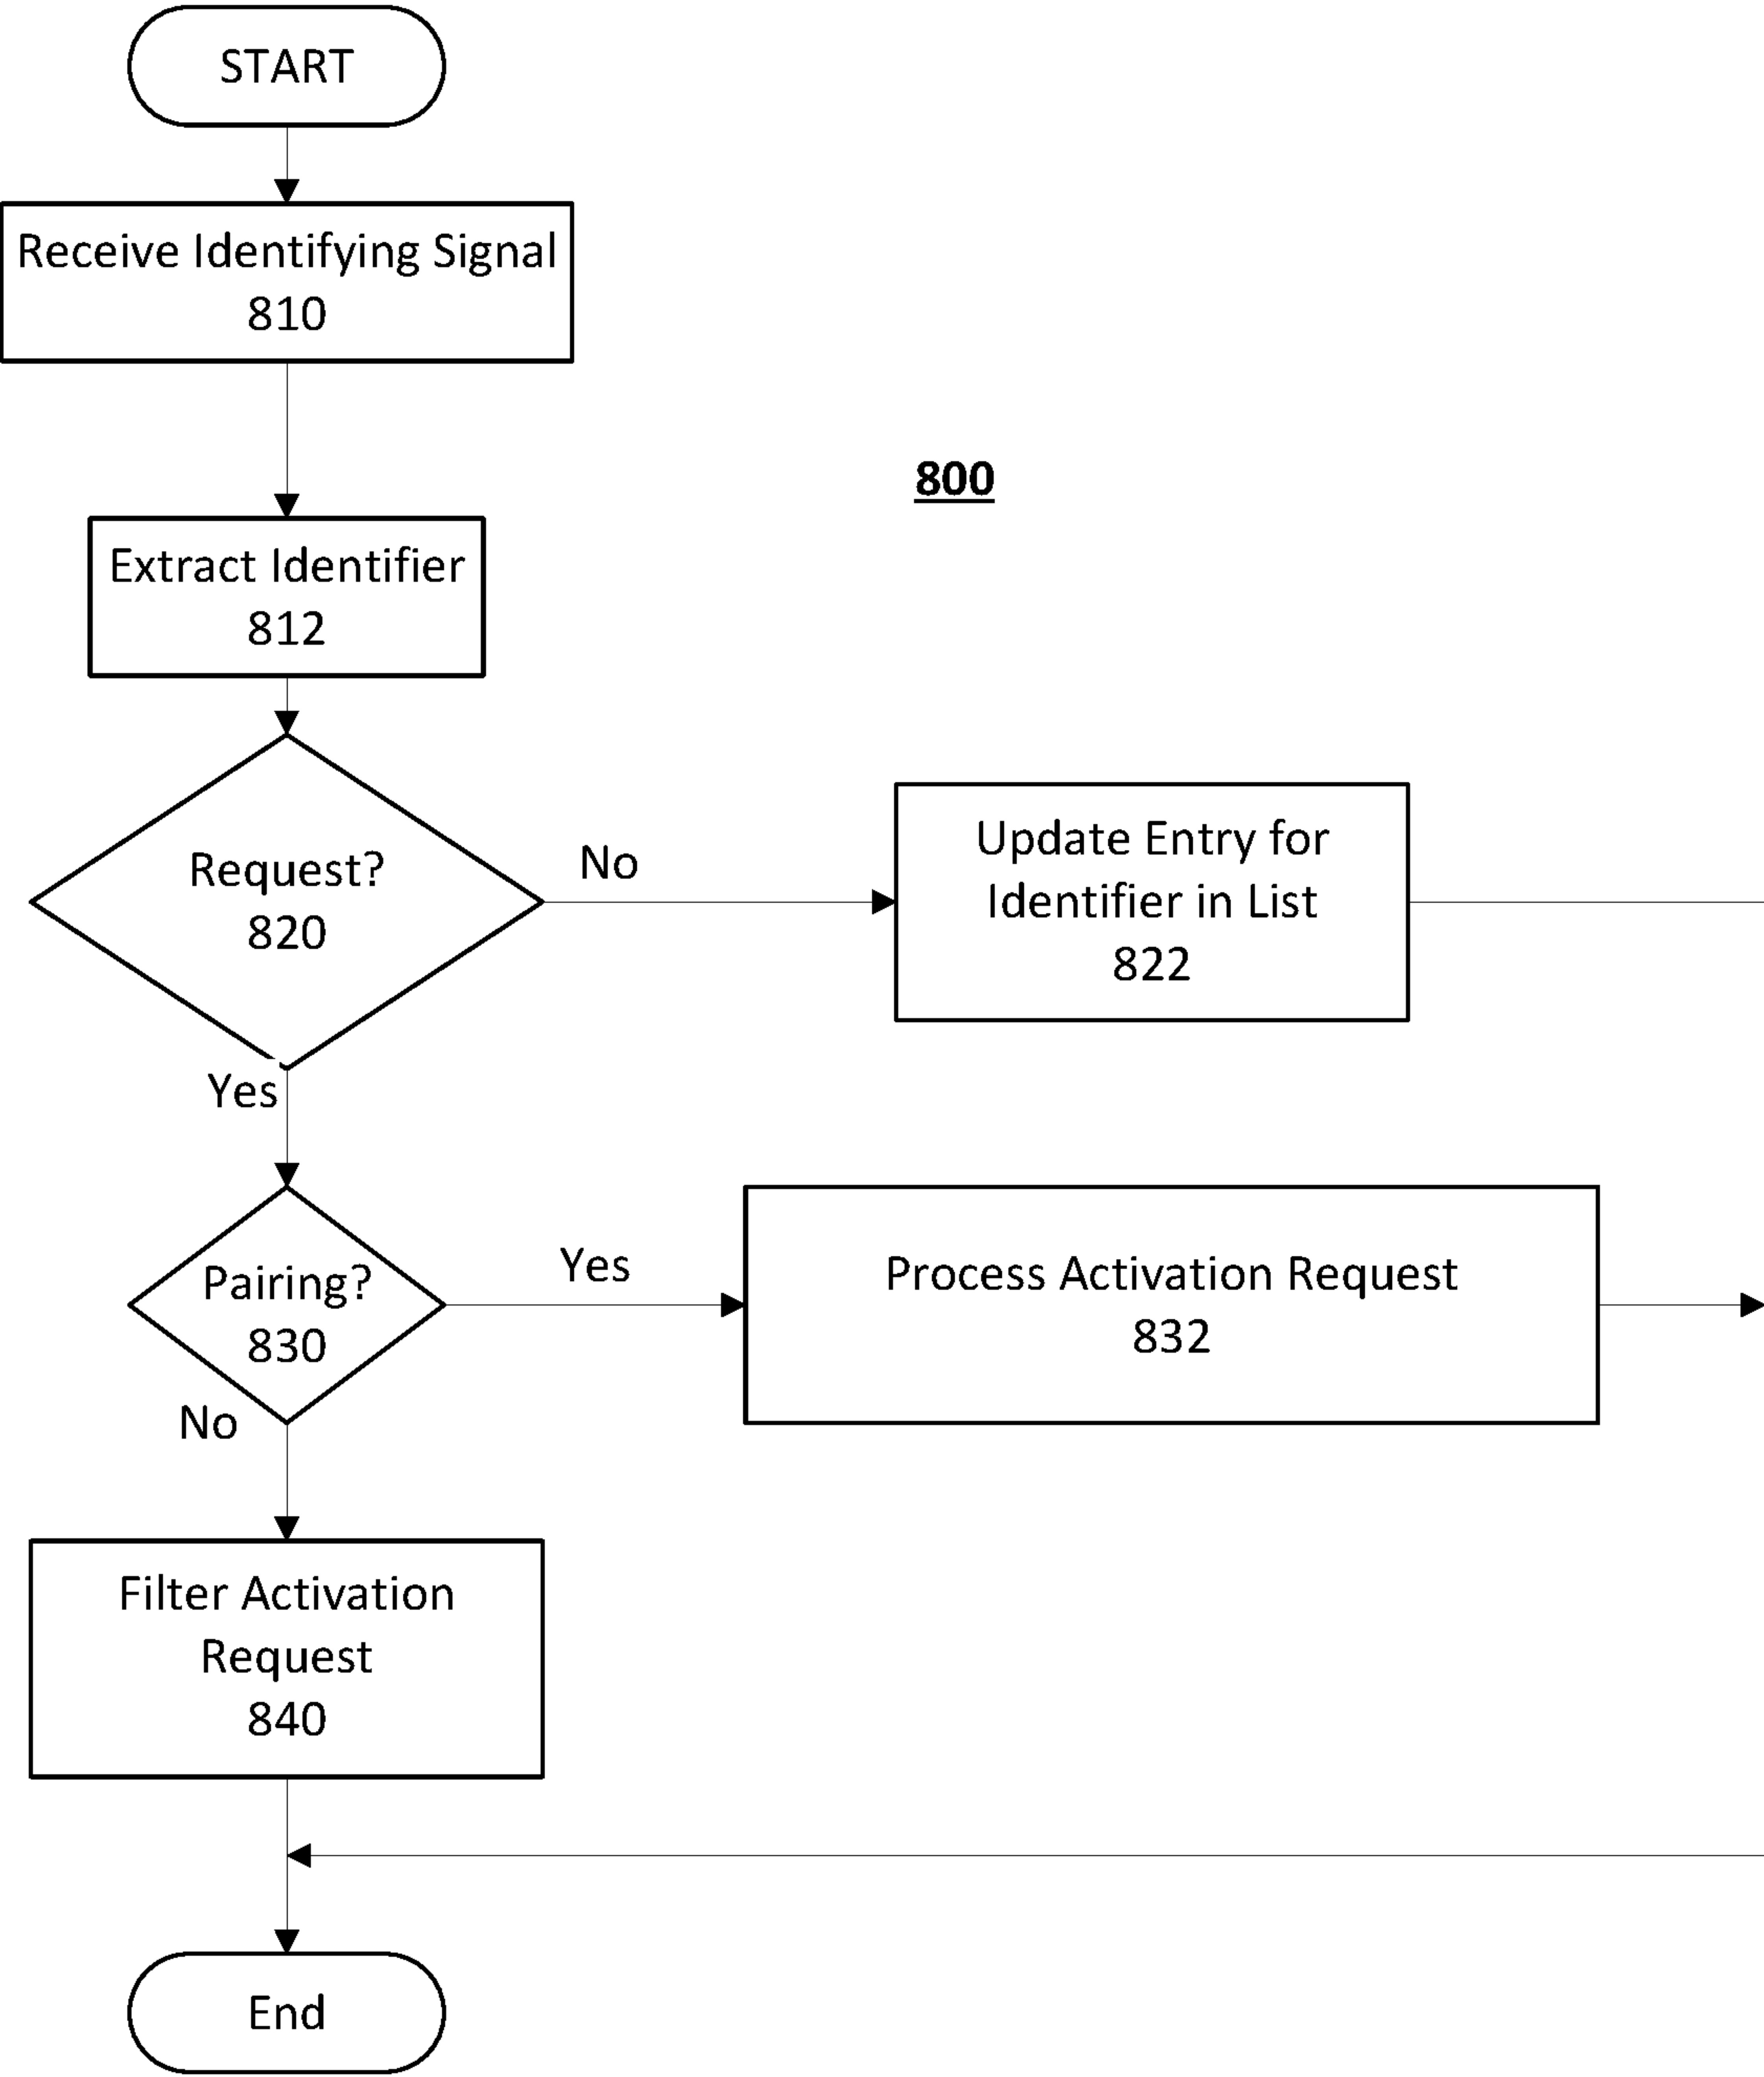 START
Receive Identifying Signal
810
800
Extract Identifier
812
Request?
820
No
Update Entry for
Identifier in List
822
Yes
Pairing?
830
Yes
Process Activation Request
832
No
Filter Activation
Request
840
End